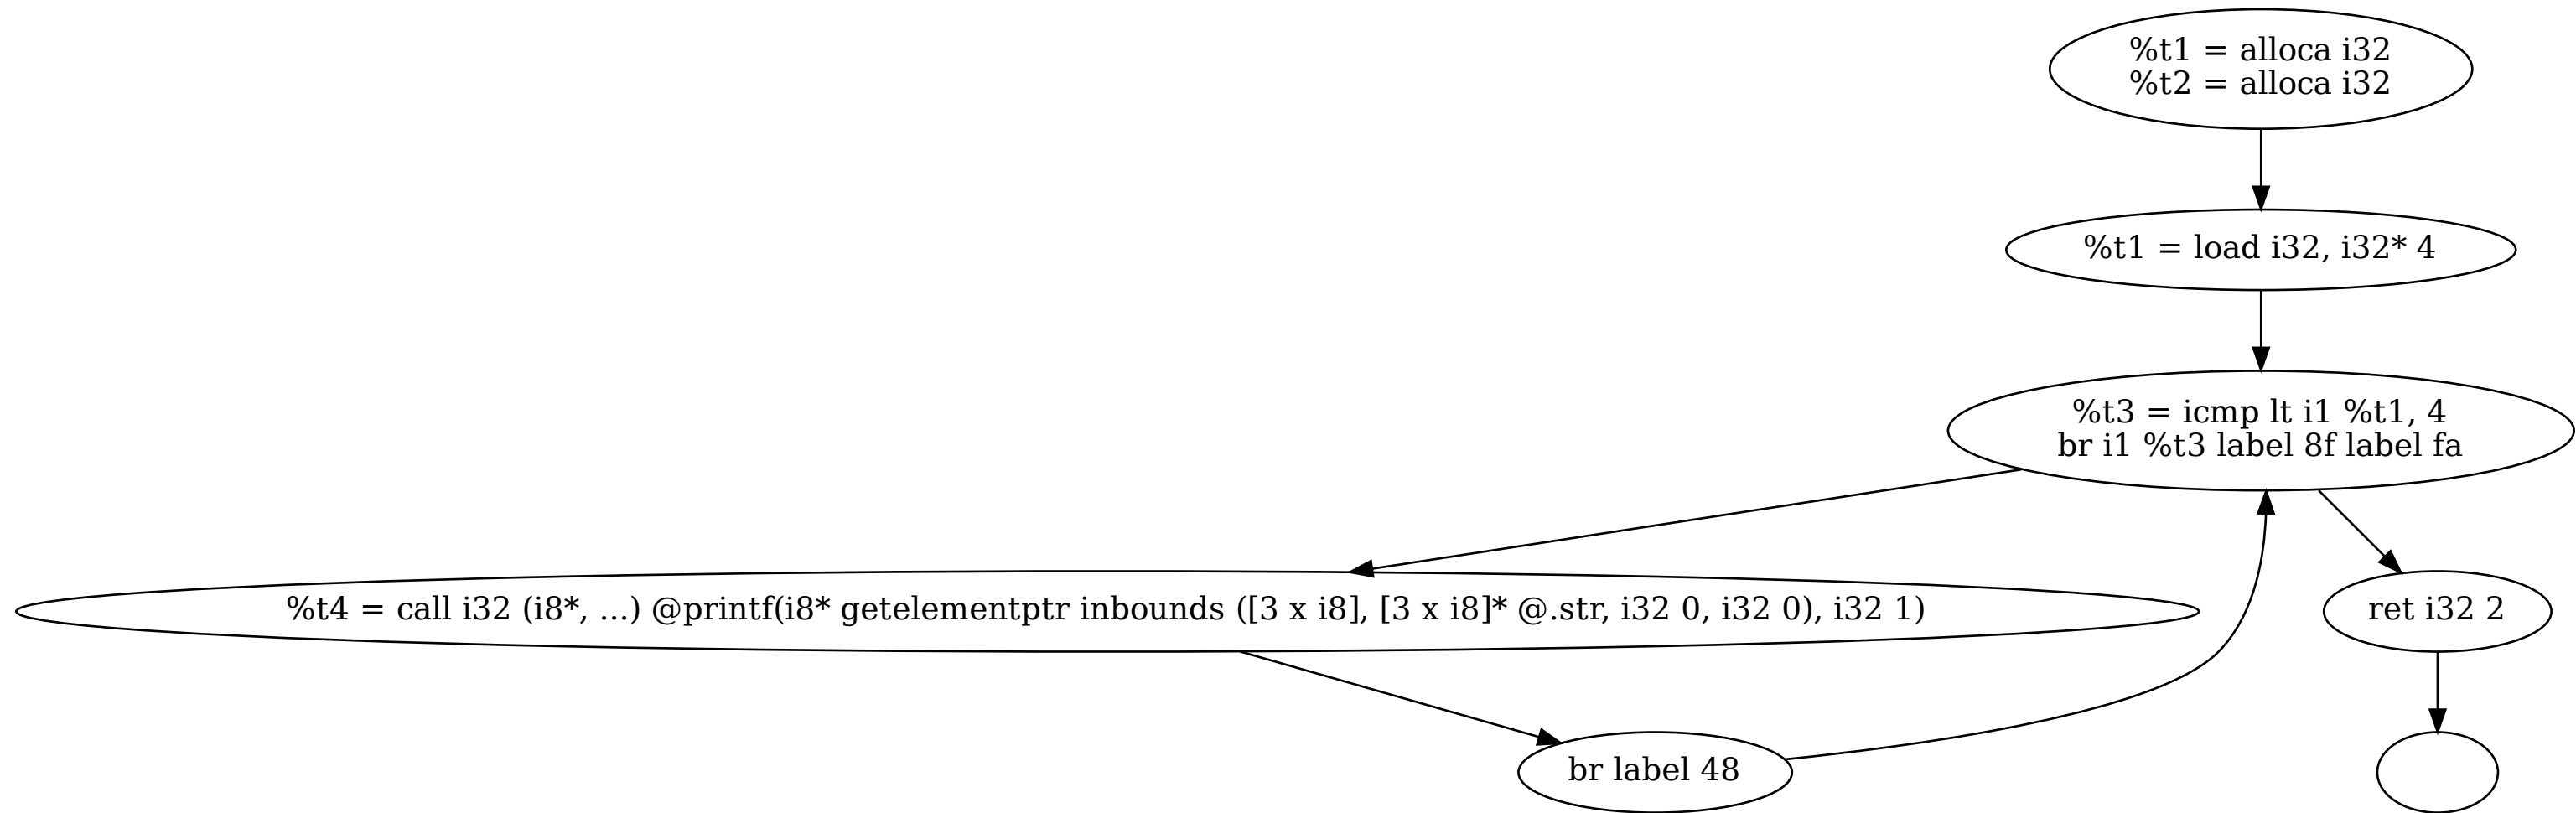 %t1 = alloca i32
%t2 = alloca i32
%t1 = load i32, i32* 4
%t3 = icmp lt i1 %t1, 4
br i1 %t3 label 8f label fa
%t4 = call i32 (i8*, ...) @printf(i8* getelementptr inbounds ([3 x i8], [3 x i8]* @.str, i32 0, i32 0), i32 1)
ret i32 2
br label 48